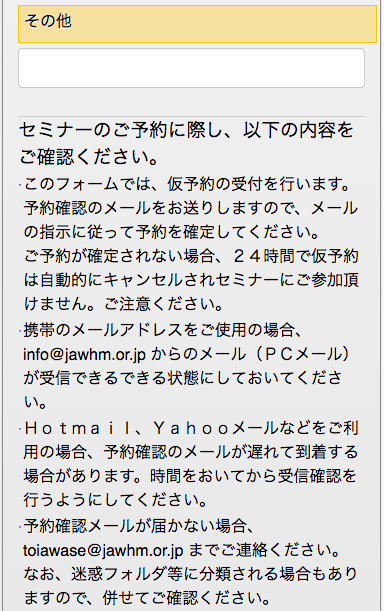 その他
セミナーのご予約に際し、以下の内容を
ご確認ください。
･このフォームでは、仮予約の受付を行います。
予約確認のメールをお送りしますので、メール
の指示に従って予約を確定してください。
ご予約が確定されない場合、２４時間で仮予約
は自動的にキャンセルされセミナーにご参加頂
けません。ご注意ください。
･携帯のメールアドレスをご使用の場合、
info@jawhm.or.jp からのメール（ＰＣメール）
が受信できるできる状態にしておいてくださ
い。
･Ｈｏｔｍａｉｌ、Ｙａｈｏｏメールなどをご利
用の場合、予約確認のメールが遅れて到着する
場合があります。時間をおいてから受信確認を
行うようにしてください。
･予約確認メールが届かない場合、
toiawase@jawhm.or.jp までご連絡ください。
なお、迷惑フォルダ等に分類される場合もあり
ますので、併せてご確認ください。